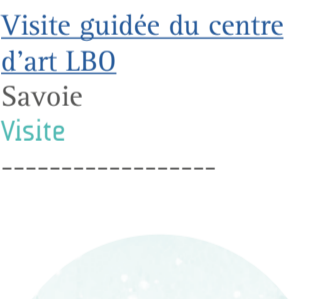 Visite guidée du centre
d’art LBO
Savoie
Visite
------------------